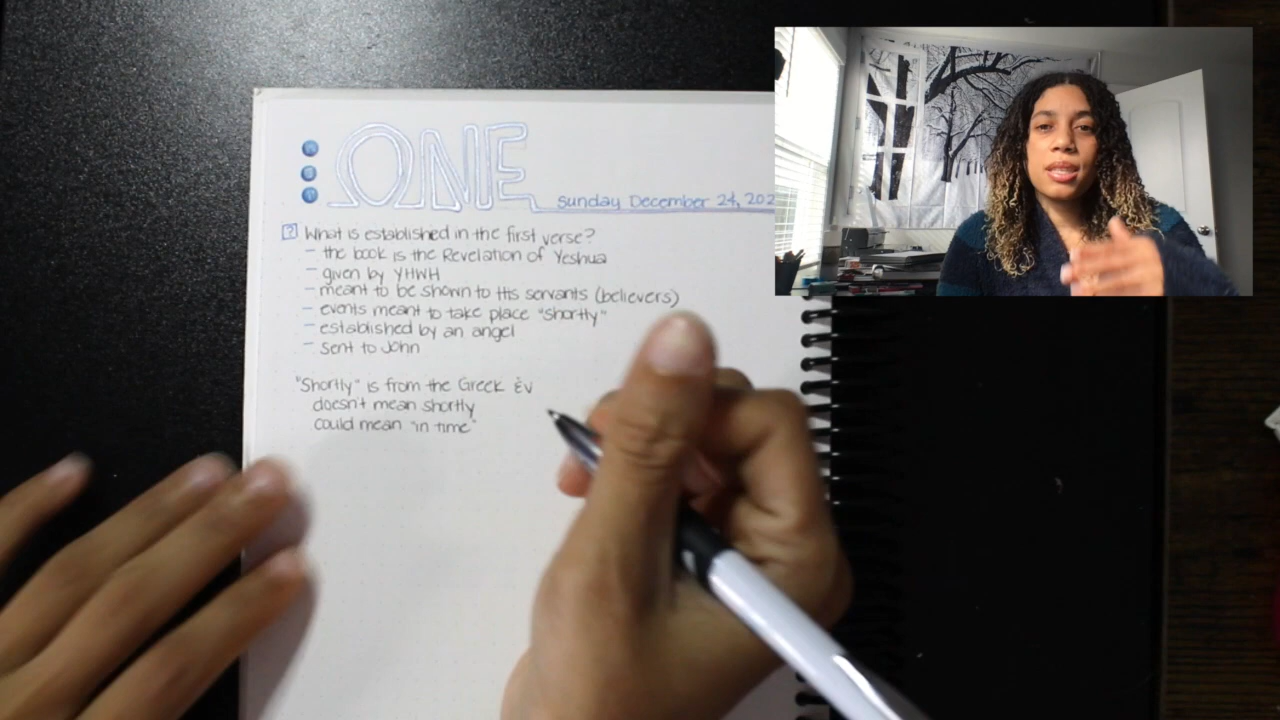 ONE
Sunday December 24, 202
? What is established in the first verse?
- the book is the Revelation of Yeshua
- given by YHWH
- meant to be shown to His servants (believers)
- events meant to take place "shortly"
- established by an angel
- sent to John
"Shortly" is from the Greek ἐν
doesn't mean shortly
could mean "in time"